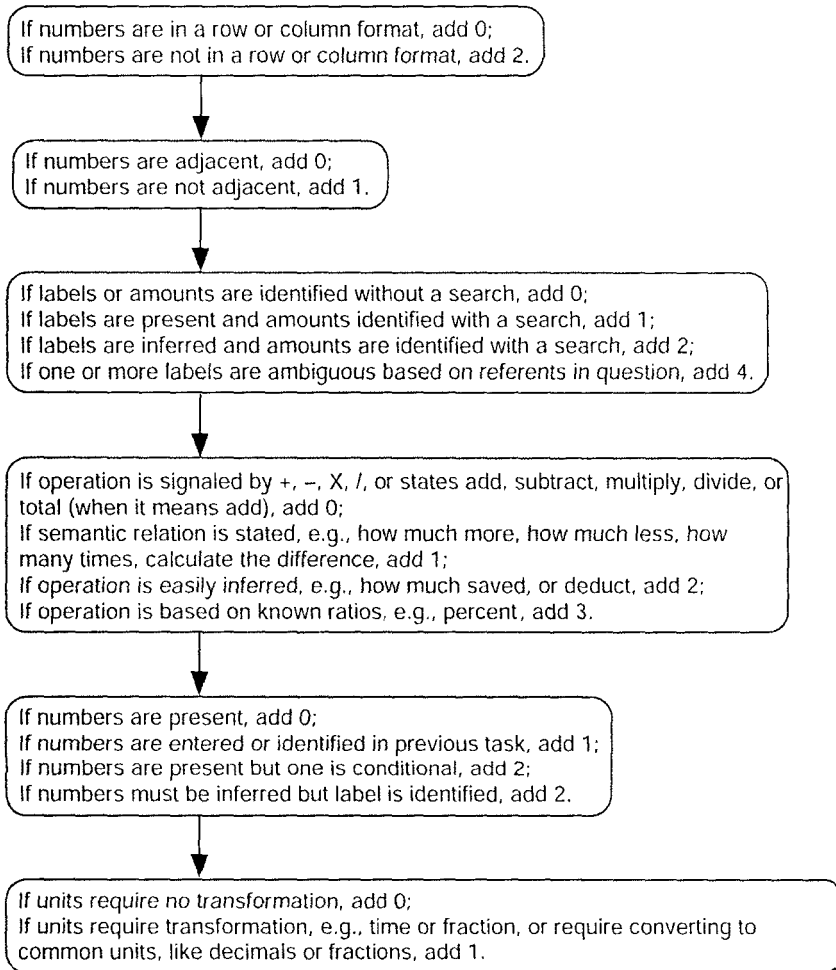 If numbers are in a row or column format, add 0;
If numbers are not in a row or column format, add 2.
If numbers are adjacent, add 0;
If numbers are not adjacent, add 1.
If labels or amounts are identified without a search, add 0;
If labels are present and amounts identified with a search, add 1;
If labels are inferred and amounts are identified with a search, add 2;
If one or more labels are ambiguous based on referents in question, add 4.
If operation is signaled by +, –, X, /, or states add, subtract, multiply, divide, or
total (when it means add), add 0;
If semantic relation is stated, e.g., how much more, how much less, how
many times, calculate the difference, add 1;
If operation is easily inferred, e.g., how much saved, or deduct, add 2;
If operation is based on known ratios, e.g., percent, add 3.
If numbers are present, add 0;
If numbers are entered or identified in previous task, add 1;
If numbers are present but one is conditional, add 2;
If numbers must be inferred but label is identified, add 2.
If units require no transformation, add 0;
If units require transformation, e.g., time or fraction, or require converting to
common units, like decimals or fractions, add 1.